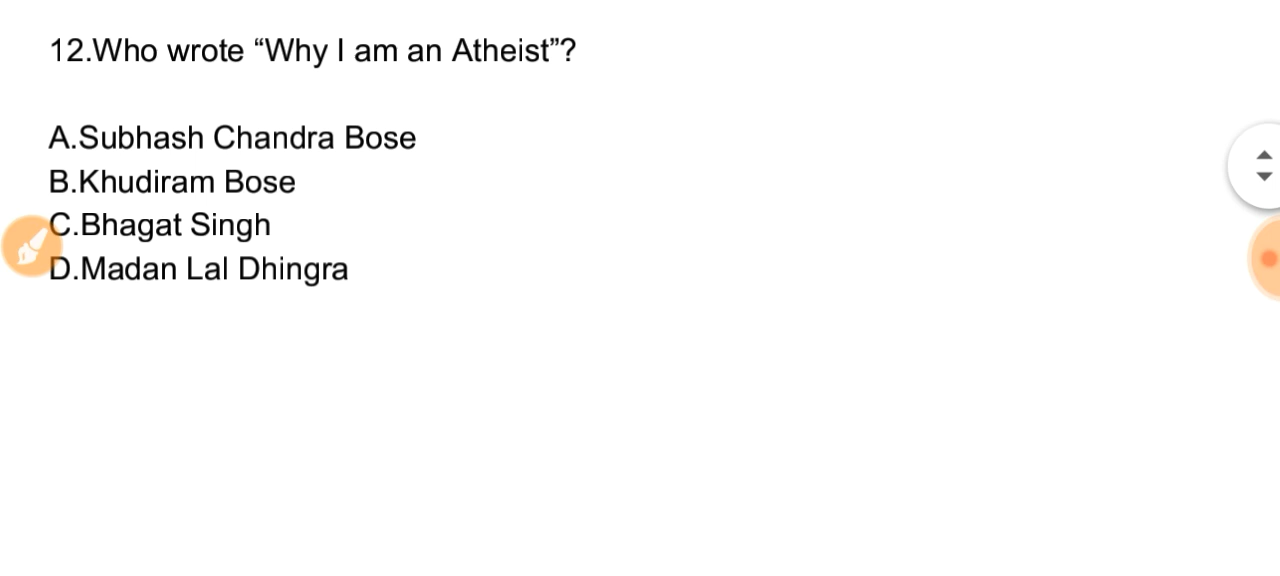 12.Who wrote “Why I am an Atheist”?
A.Subhash Chandra Bose
B.Khudiram Bose
C.Bhagat Singh
D.Madan Lal Dhingra